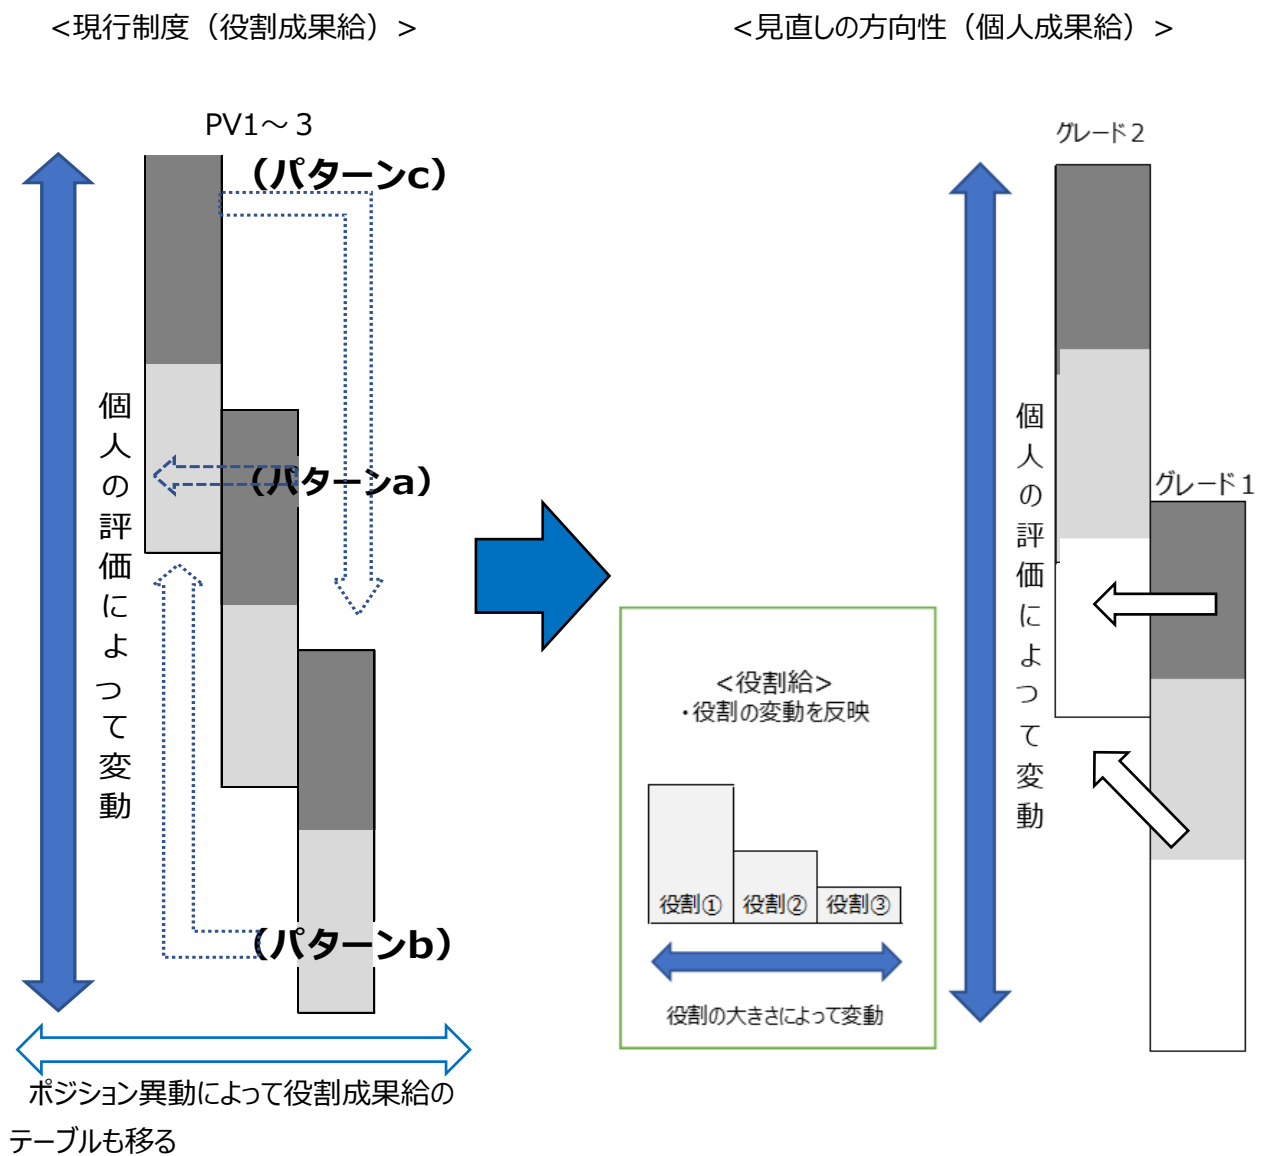 <現行制度（役割成果給）>
PV1～３
（パターンc）
（パターンa）
（パターンb）
個人の評価によって変動
ポジション異動によって役割成果給の
テーブルも移る
<見直しの方向性（個人成果給）>
グレード２
グレード１
個人の評価によって変動
<役割給>
・役割の変動を反映
役割① 役割② 役割③
役割の大きさによって変動